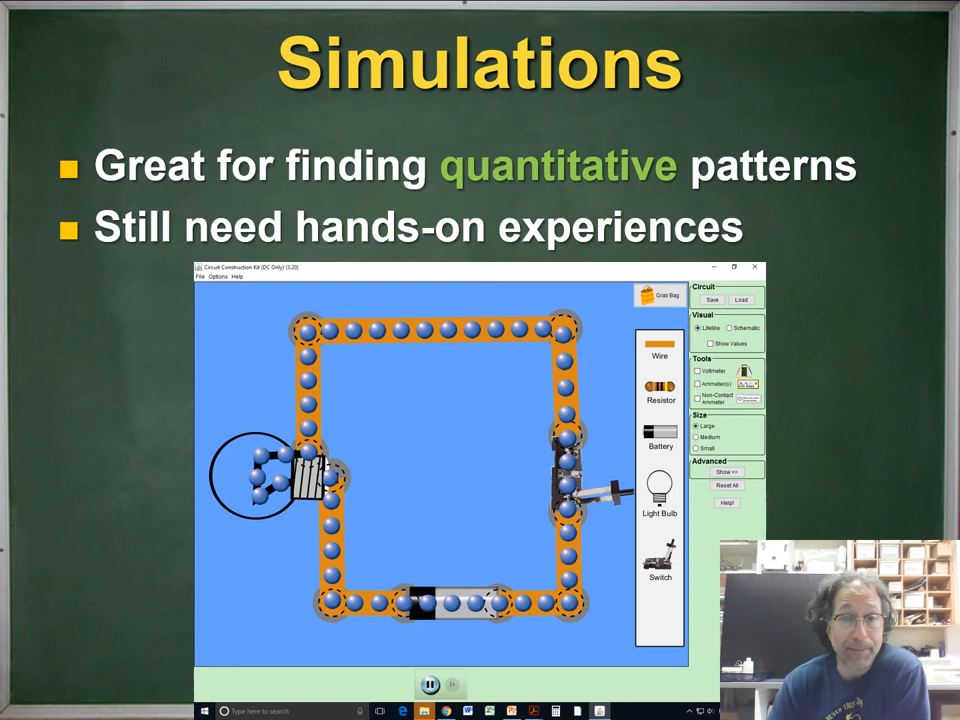 Simulations
Great for finding quantitative patterns
Still need hands-on experiences
Circuit Construction Kit (DC Only) (3.20)
File Options Help
Grab Bag
Wire
Resistor
Battery
Light Bulb
Switch
Circuit
Save Load
Visual
Lifelike Schematic
Show Values
Tools
Voltmeter
Ammeter(s)
Non-Contact
Ammeter
Size
Large
Medium
Small
Advanced
Show >>
Reset All
Help!
Type here to search